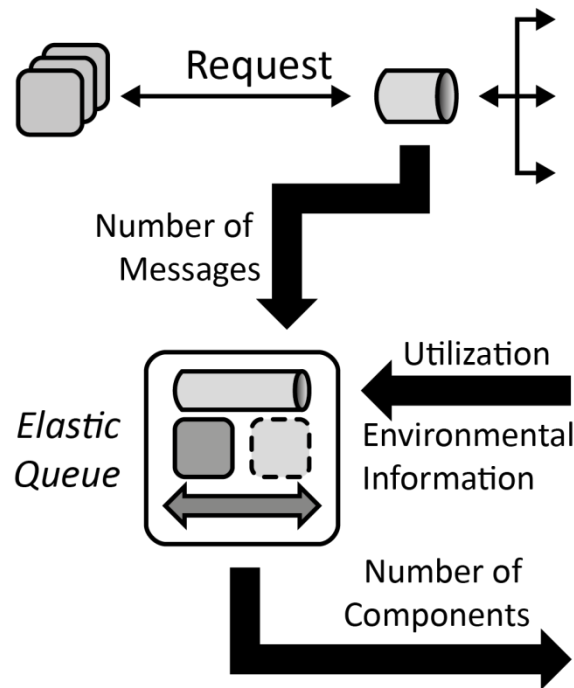 Request
Number of
Messages
Utilization
Elastic
Queue
Environmental
Information
Number of
Components